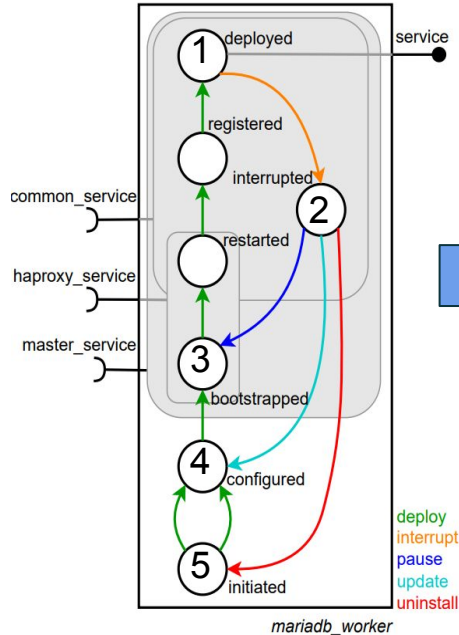 1
deployed
service
registered
interrupted
common_service
2
restarted
haproxy_service
master_service
3
bootstrapped
4
configured
5
initiated
deploy
interrupt
pause
update
uninstall
mariadb_worker